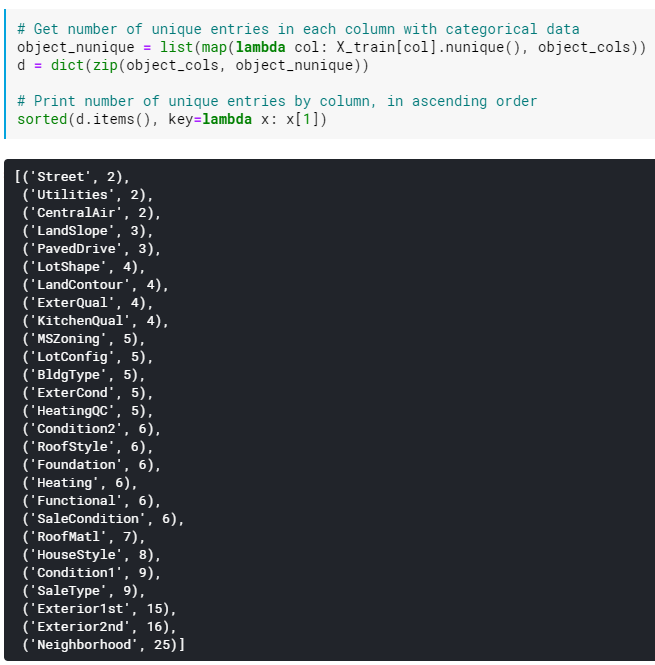 # Get number of unique entries in each column with categorical data
object_nunique = list(map(lambda col: X_train[col].nunique(), object_cols))
d = dict(zip(object_cols, object_nunique))
# Print number of unique entries by column, in ascending order
sorted(d.items(), key=lambda x: x[1])
[('Street', 2),
('Utilities', 2),
('CentralAir', 2),
('LandSlope', 3),
('PavedDrive', 3),
('LotShape', 4),
('LandContour', 4),
('ExterQual', 4),
('KitchenQual', 4),
('MSZoning', 5),
('LotConfig', 5),
('BldgType', 5),
('ExterCond', 5),
('HeatingQC', 5),
('Condition2', 6),
('RoofStyle', 6),
('Foundation', 6),
('Heating', 6),
('Functional', 6),
('SaleCondition', 6),
('RoofMatl', 7),
('HouseStyle', 8),
('Condition1', 9),
('SaleType', 9),
('Exterior1st', 15),
('Exterior2nd', 16),
('Neighborhood', 25)]